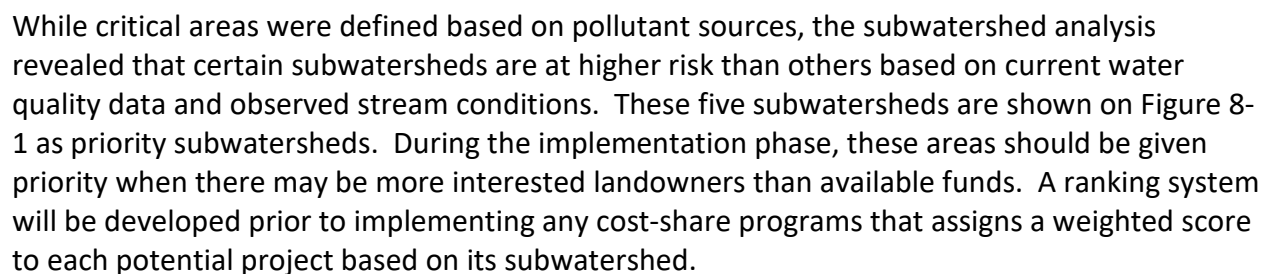 While critical areas were defined based on pollutant sources, the subwatershed analysis
revealed that certain subwatersheds are at higher risk than others based on current water
quality data and observed stream conditions.  These five subwatersheds are shown on Figure 8-
1 as priority subwatersheds.  During the implementation phase, these areas should be given
priority when there may be more interested landowners than available funds.  A ranking system
will be developed prior to implementing any cost-share programs that assigns a weighted score
to each potential project based on its subwatershed.